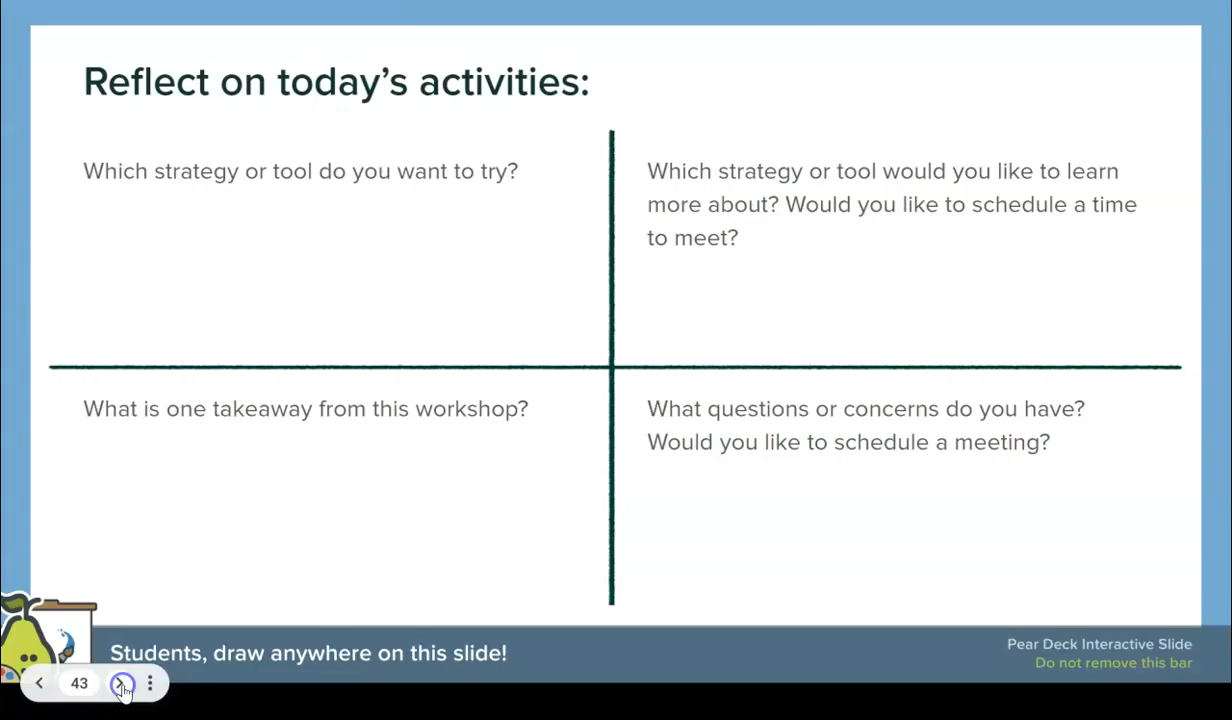 Reflect on today's activities:
Which strategy or tool do you want to try?
Which strategy or tool would you like to learn
more about? Would you like to schedule a time
to meet?
What is one takeaway from this workshop?
What questions or concerns do you have?
Would you like to schedule a meeting?
Students, draw anywhere on this slide!
Pear Deck Interactive Slide
Do not remove this bar
43